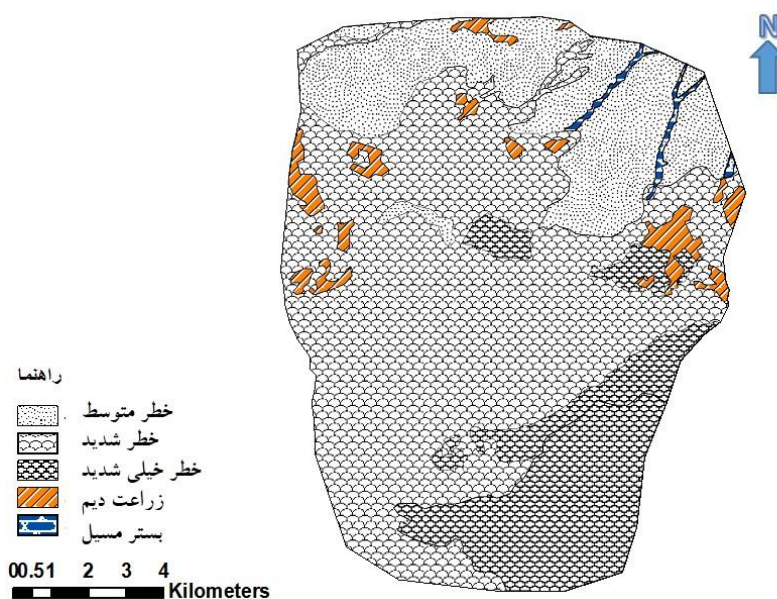 N
راهنما
خطر متوسط
خطر شدید
خطر خیلی شدید
زراعت دیم
بستر مسیل
00.51 2 3 4
Kilometers